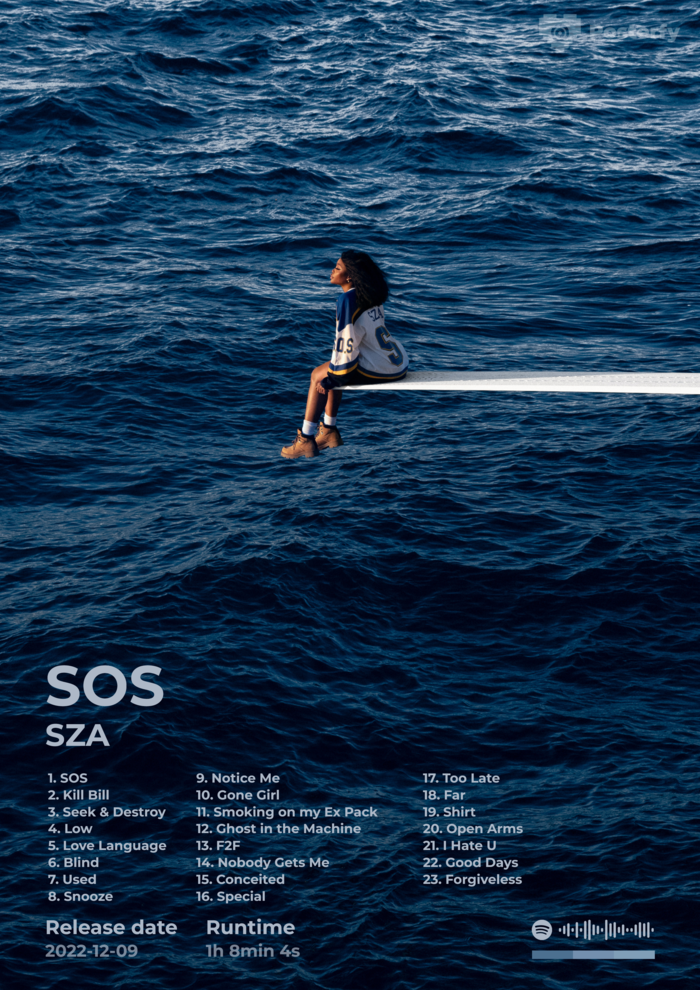 SZA
S
SOS
SOS
SZA
1. SOS
2. Kill Bill
3. Seek & Destroy
4. Low
5. Love Language
6. Blind
7. Used
8. Snooze
9. Notice Me
10. Gone Girl
11. Smoking on my Ex Pack
12. Ghost in the Machine
13. F2F
14. Nobody Gets Me
15. Conceited
16. Special
17. Too Late
18. Far
19. Shirt
20. Open Arms
21. I Hate U
22. Good Days
23. Forgiveless
Release date
2022-12-09
Runtime
1h 8min 4s